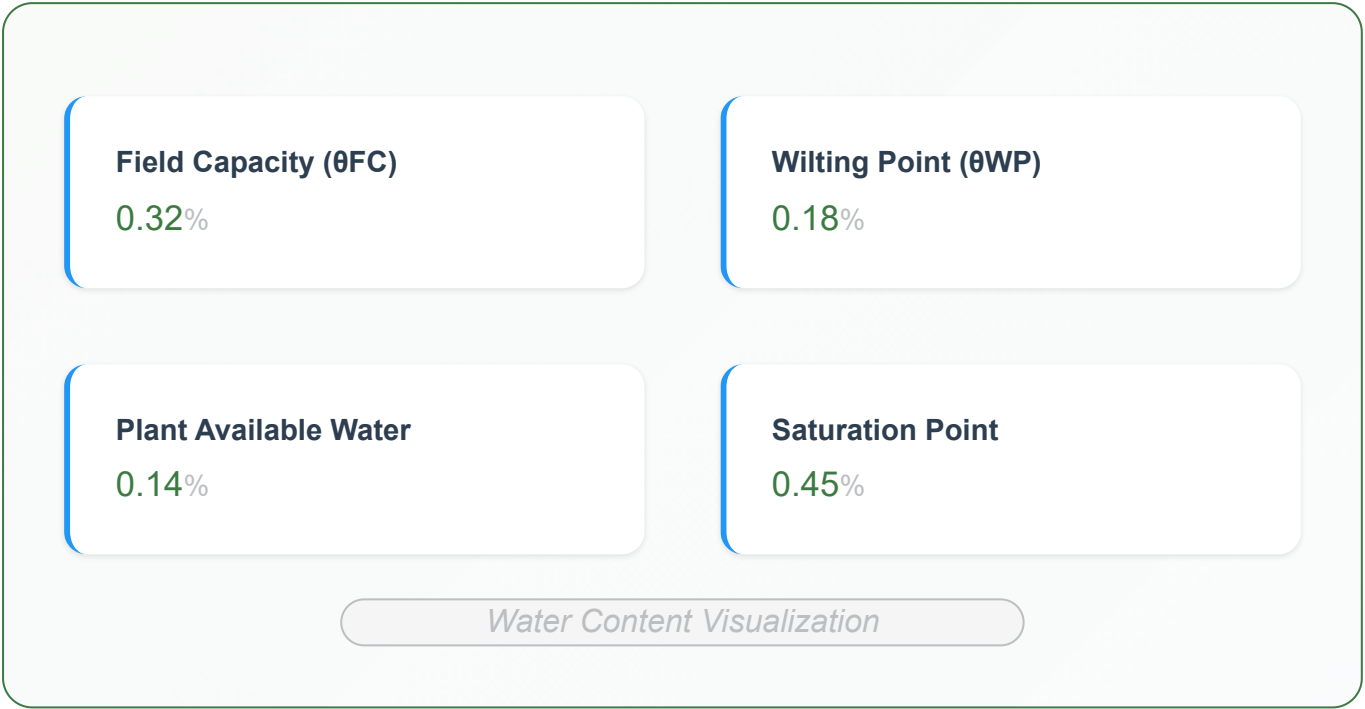 Field Capacity (θFC)
0.32%
Wilting Point (θWP)
0.18%
Plant Available Water
0.14%
Saturation Point
0.45%
Water Content Visualization